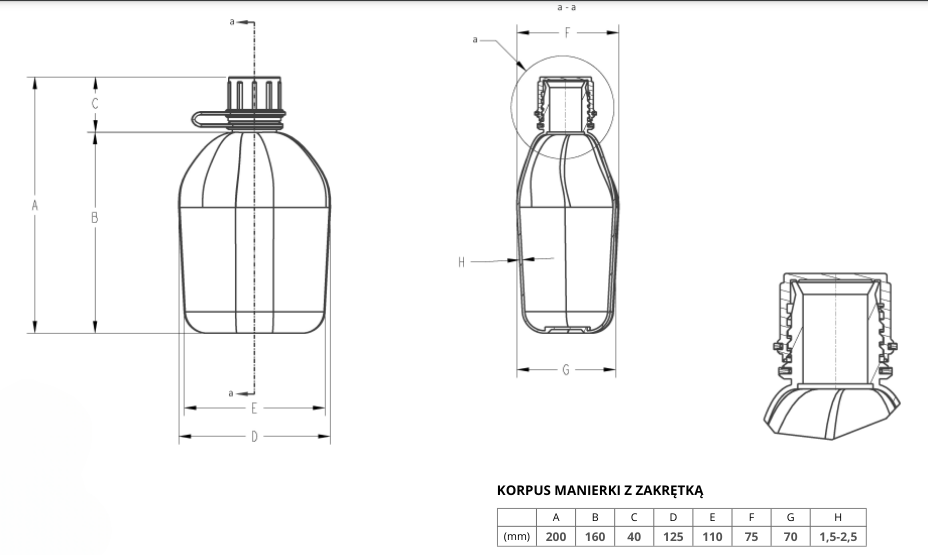 a - a
a
F
a
C
A
B
H
G
a
E
D
KORPUS MANIERKI Z ZAKRĘTKĄ
A B C D E F G H
(mm) 200 160 40 125 110 75 70 1,5-2,5